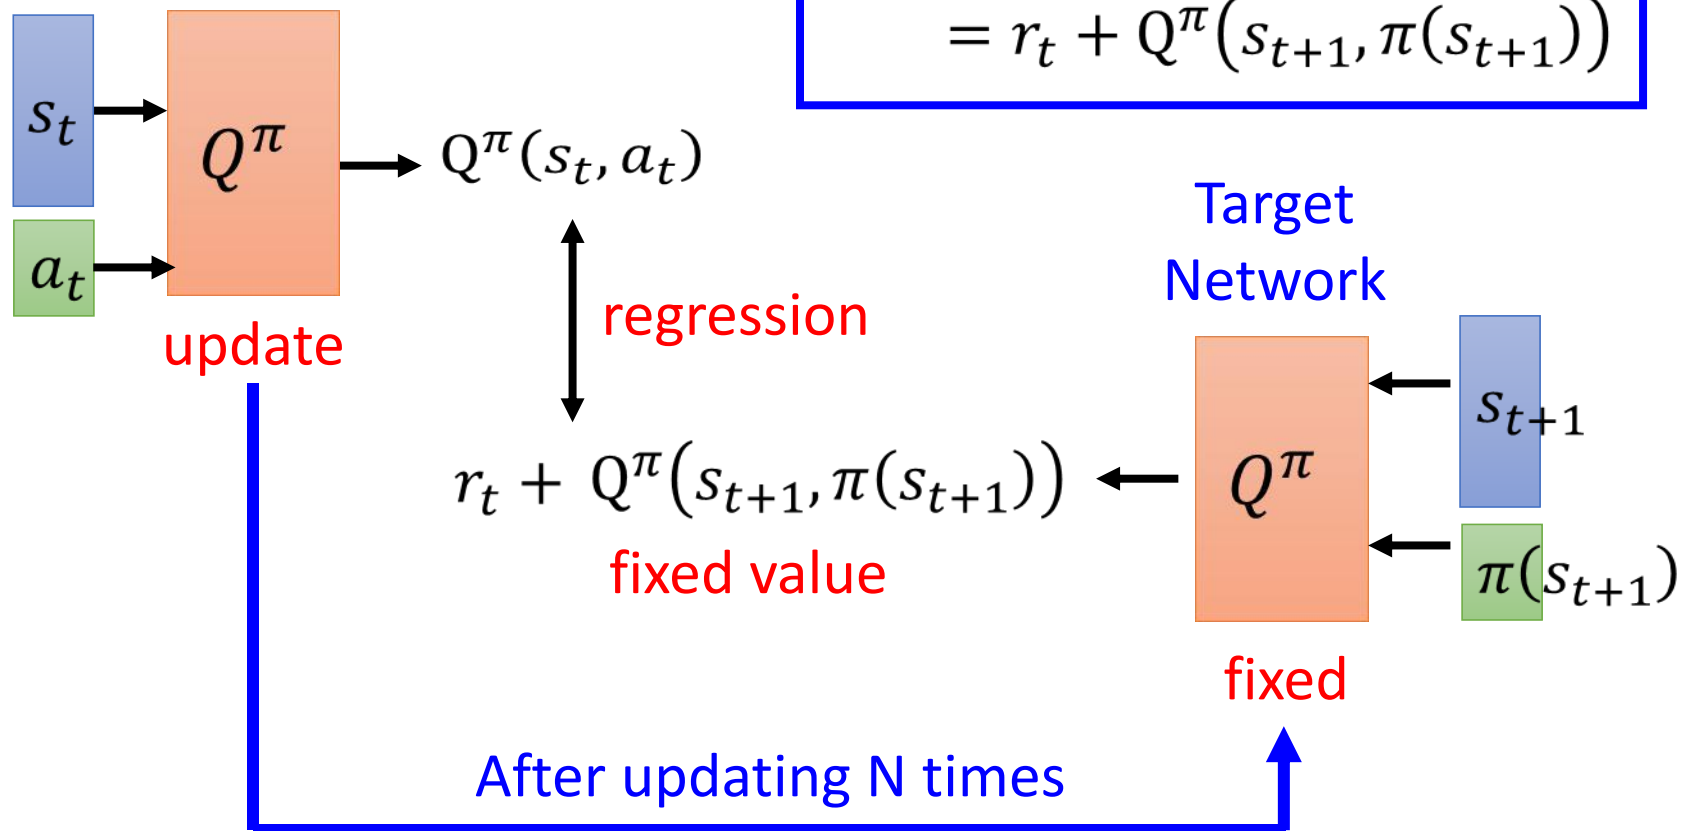 = r_t + Q^π(s_{t+1}, π(s_{t+1}))
s_t
Q^π
Q^π(s_t, a_t)
a_t
update
regression
Target
Network
s_{t+1}
r_t + Q^π(s_{t+1}, π(s_{t+1}))
Q^π
π(s_{t+1})
fixed value
fixed
After updating N times